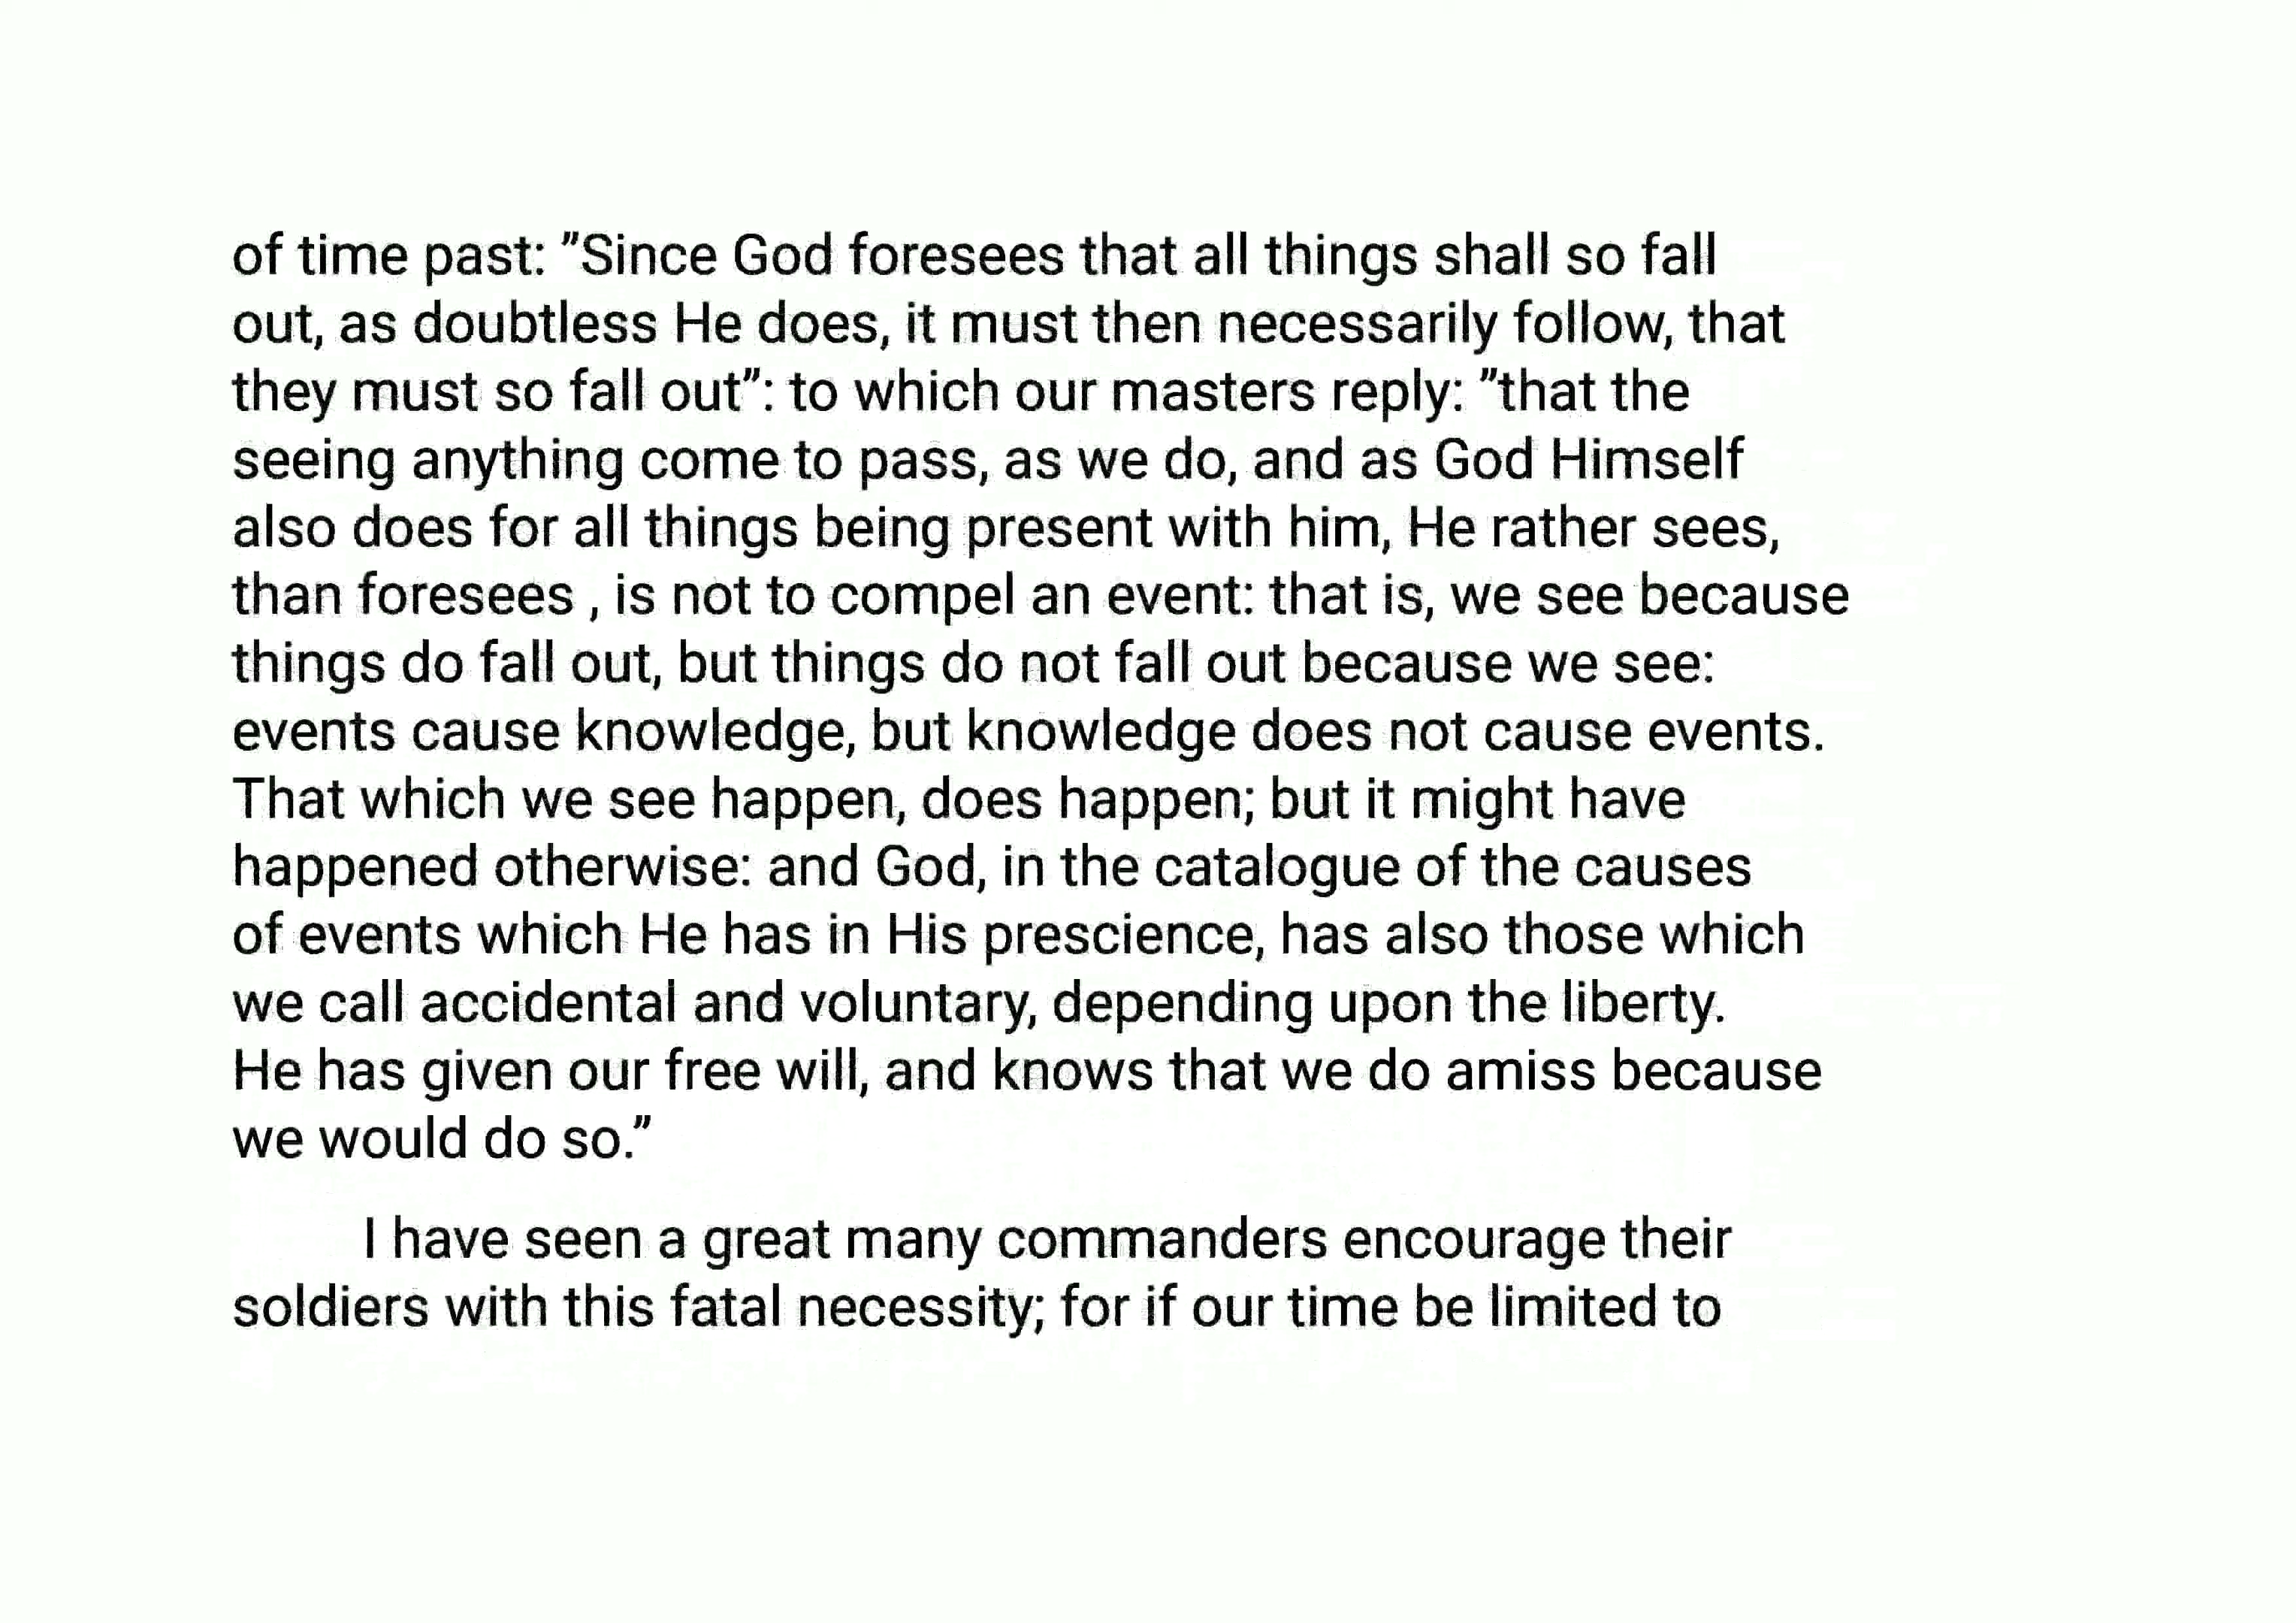 of time past: ”Since God foresees that all things shall so fall
out, as doubtless He does, it must then necessarily follow, that
they must so fall out”: to which our masters reply: ”that the
seeing anything come to pass, as we do, and as God Himself
also does for all things being present with him, He rather sees,
than foresees , is not to compel an event: that is, we see because
things do fall out, but things do not fall out because we see:
events cause knowledge, but knowledge does not cause events.
That which we see happen, does happen; but it might have
happened otherwise: and God, in the catalogue of the causes
of events which He has in His prescience, has also those which
we call accidental and voluntary, depending upon the liberty.
He has given our free will, and knows that we do amiss because
we would do so.”
I have seen a great many commanders encourage their
soldiers with this fatal necessity; for if our time be limited to